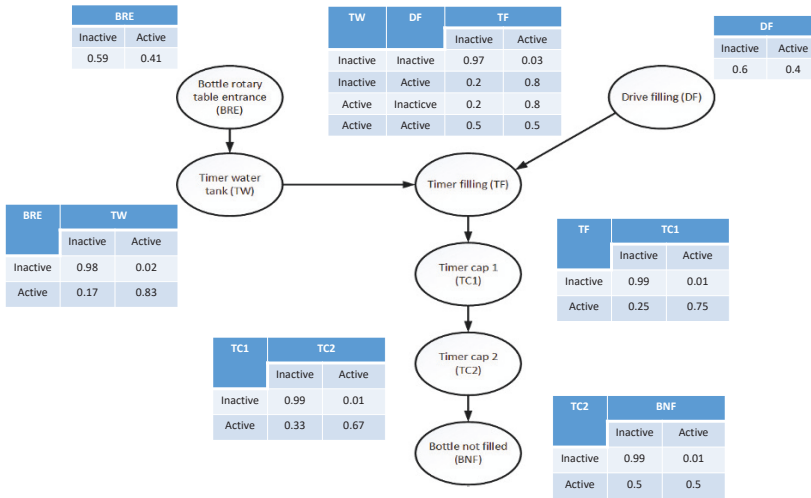 BRE
Inactive Active
0.59 0.41
TW DF TF
Inactive Active
Inactive Inactive 0.97 0.03
Inactive Active 0.2 0.8
Active Inacticve 0.2 0.8
Active Active 0.5 0.5
DF
Inactive Active
0.6 0.4
Bottle rotary
table entrance
(BRE)
Drive filling (DF)
Timer water
tank (TW)
Timer filling (TF)
BRE TW
Inactive Active
Inactive 0.98 0.02
Active 0.17 0.83
TF TC1
Inactive Active
Inactive 0.99 0.01
Active 0.25 0.75
Timer cap 1
(TC1)
TC1 TC2
Inactive Active
Inactive 0.99 0.01
Active 0.33 0.67
Timer cap 2
(TC2)
TC2 BNF
Inactive Active
Inactive 0.99 0.01
Active 0.5 0.5
Bottle not filled
(BNF)